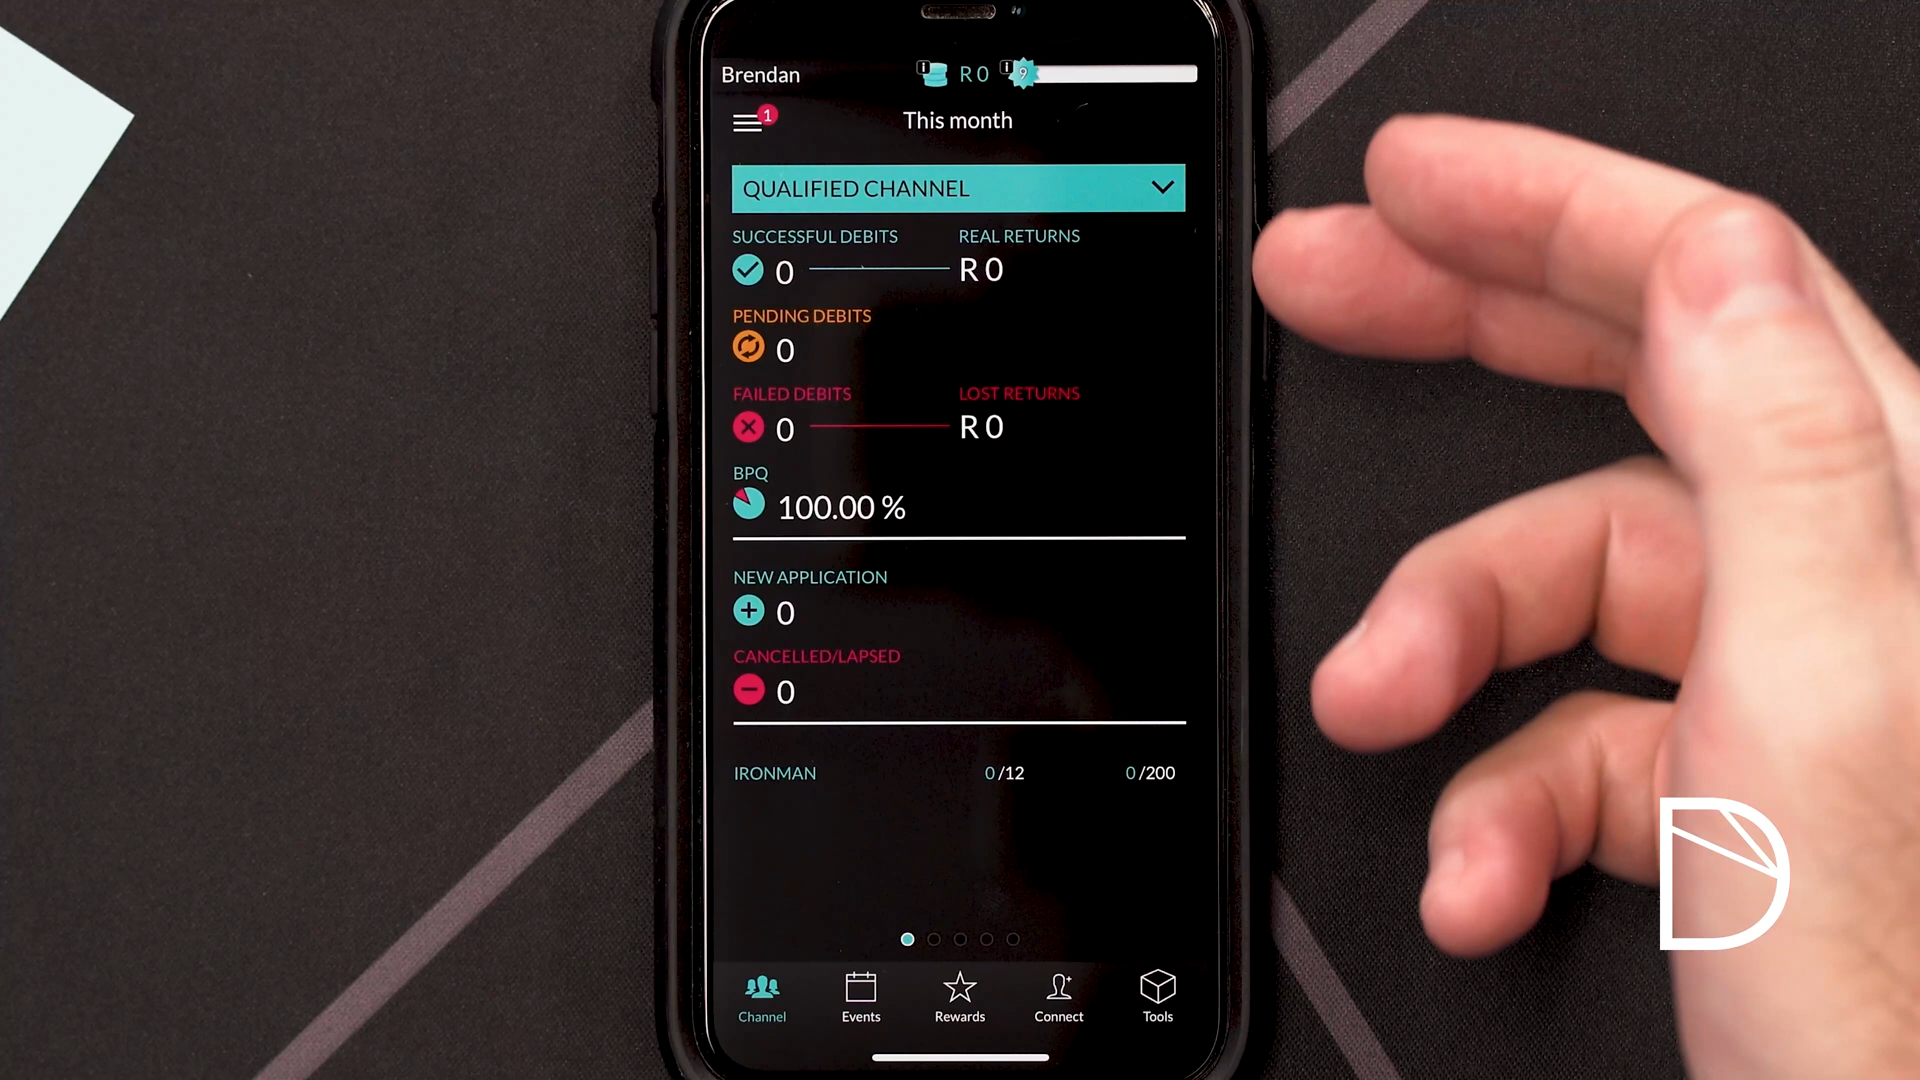 Brendan
i R 0 i 9
1
This month
QUALIFIED CHANNEL
SUCCESSFUL DEBITS REAL RETURNS
0 R 0
PENDING DEBITS
0
FAILED DEBITS LOST RETURNS
0 R 0
BPQ
100.00 %
NEW APPLICATION
0
CANCELLED/LAPSED
0
IRONMAN 0 /12 0 /200
Channel Events Rewards Connect Tools